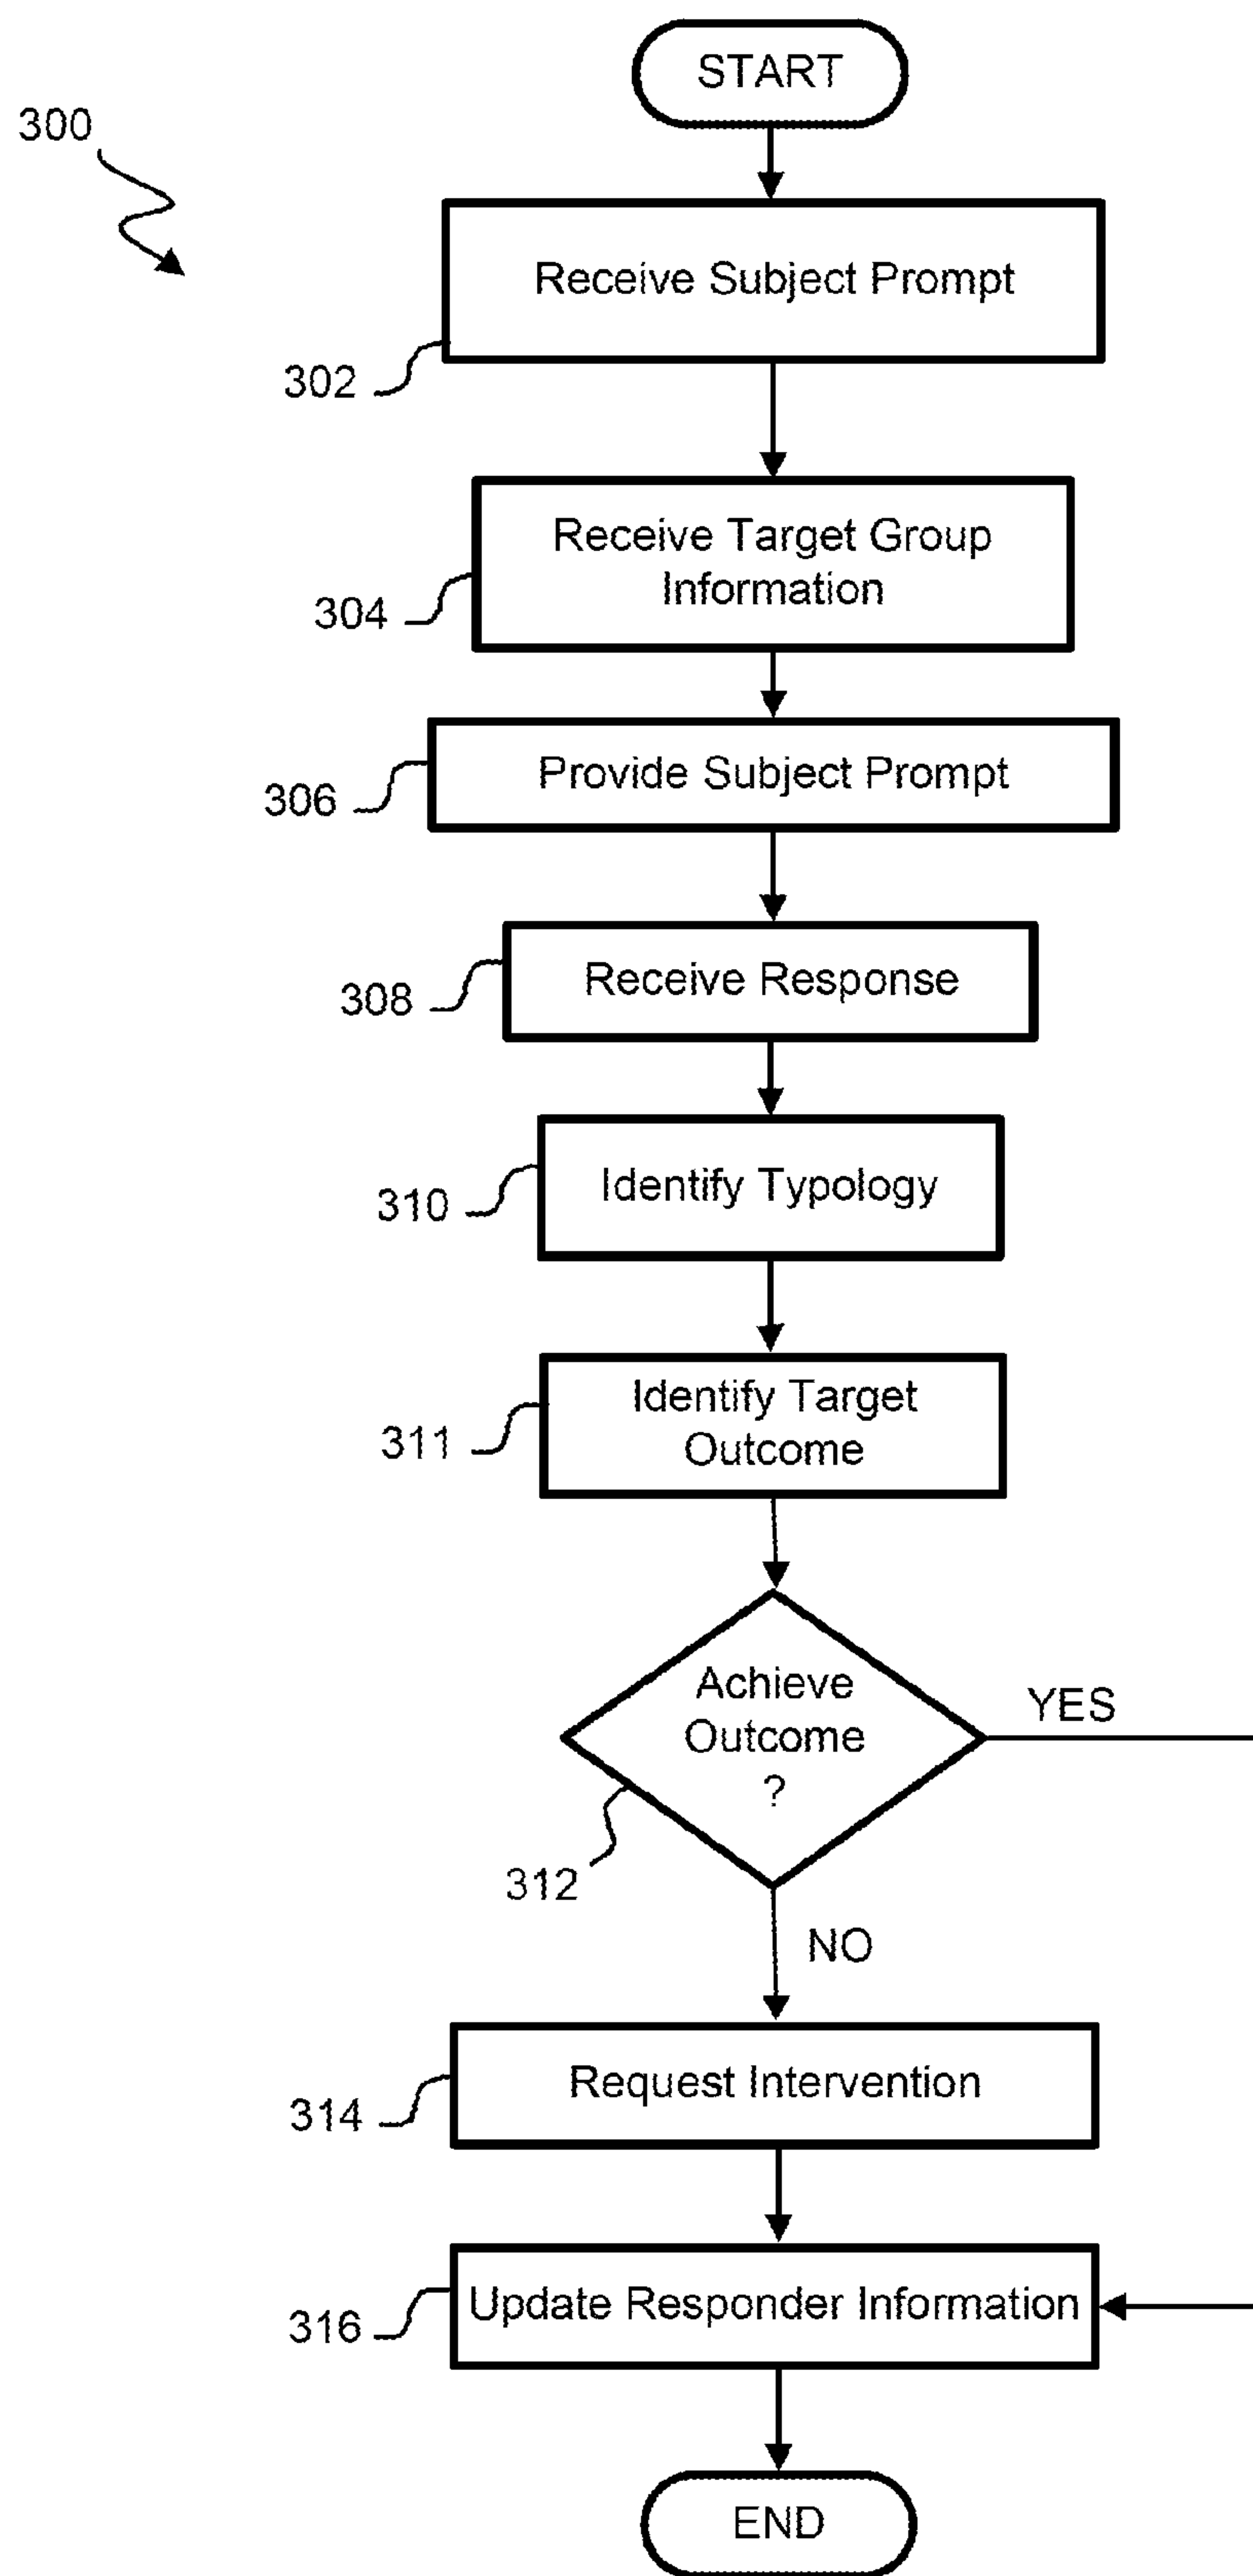 START
300
Receive Subject Prompt
302
Receive Target Group
Information
304
Provide Subject Prompt
306
Receive Response
308
Identify Typology
310
Identify Target
Outcome
311
Achieve
Outcome
?
YES
312
NO
Request Intervention
314
Update Responder Information
316
END